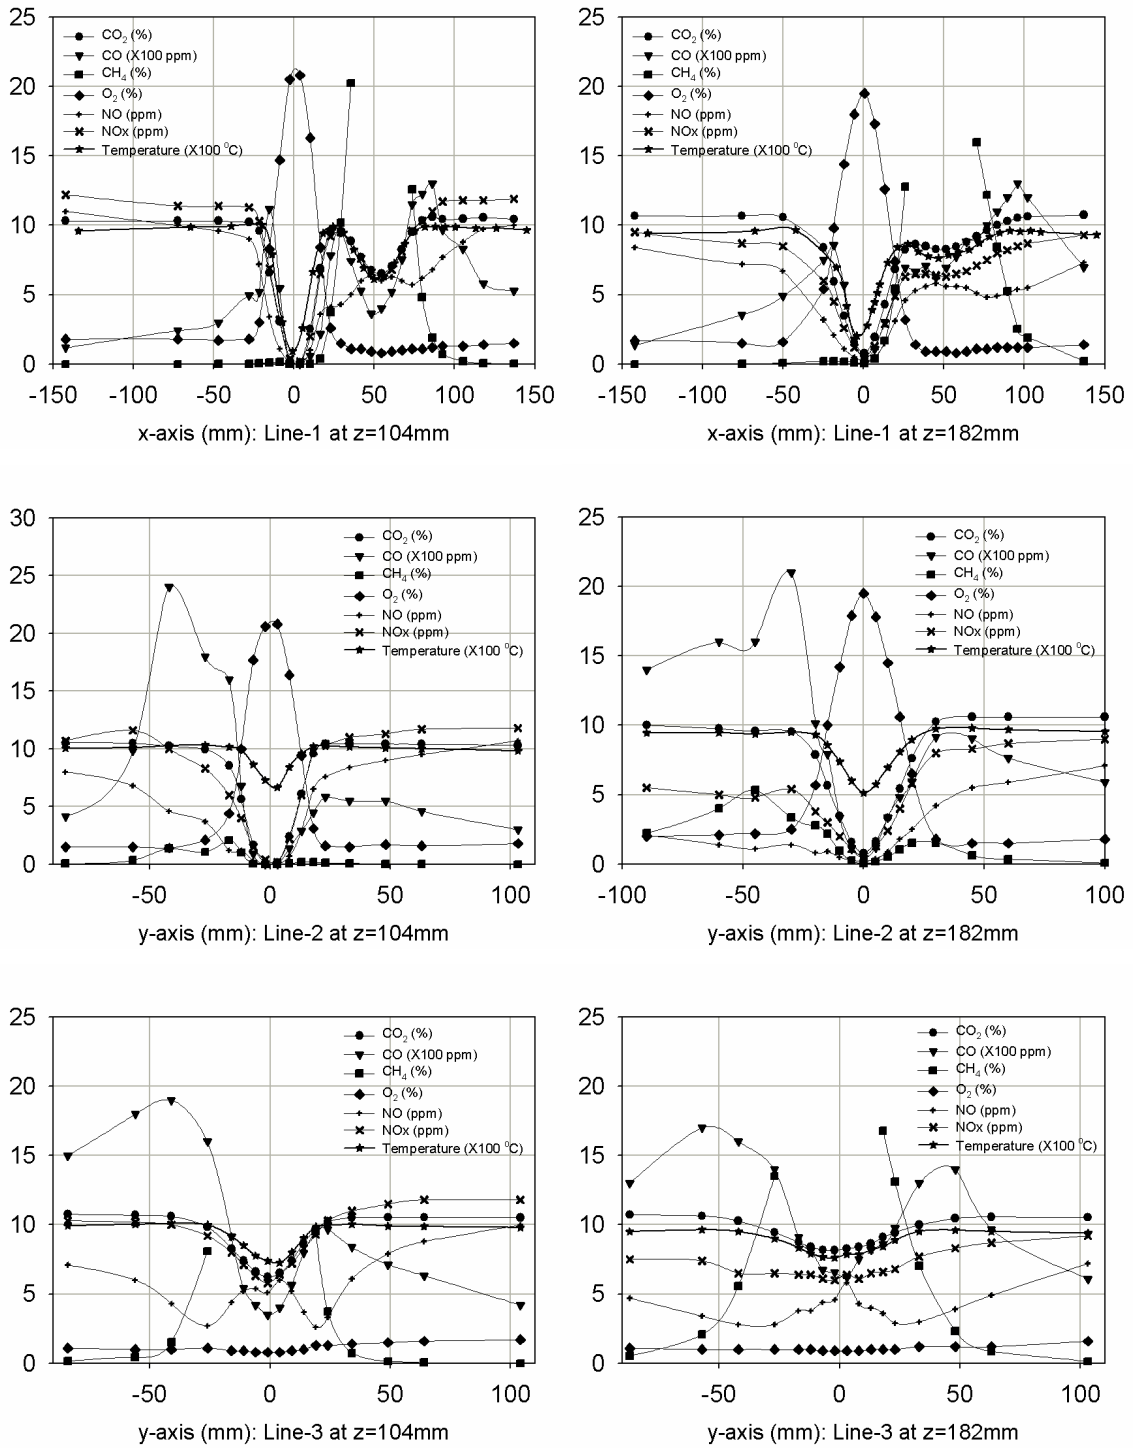 25
20
15
10
5
0
CO₂ (%)
CO (X100 ppm)
CH₄ (%)
O₂ (%)
NO (ppm)
NOx (ppm)
Temperature (X100 ⁰C)
-150 -100 -50 0 50 100 150
x-axis (mm): Line-1 at z=104mm
25
20
15
10
5
0
CO₂ (%)
CO (X100 ppm)
CH₄ (%)
O₂ (%)
NO (ppm)
NOx (ppm)
Temperature (X100 ⁰C)
-150 -100 -50 0 50 100 150
x-axis (mm): Line-1 at z=182mm
30
25
20
15
10
5
0
CO₂ (%)
CO (X100 ppm)
CH₄ (%)
O₂ (%)
NO (ppm)
NOx (ppm)
Temperature (X100 ⁰C)
-50 0 50 100
y-axis (mm): Line-2 at z=104mm
25
20
15
10
5
0
CO₂ (%)
CO (X100 ppm)
CH₄ (%)
O₂ (%)
NO (ppm)
NOx (ppm)
Temperature (X100 ⁰C)
-100 -50 0 50 100
y-axis (mm): Line-2 at z=182mm
25
20
15
10
5
0
CO₂ (%)
CO (X100 ppm)
CH₄ (%)
O₂ (%)
NO (ppm)
NOx (ppm)
Temperature (X100 ⁰C)
-50 0 50 100
y-axis (mm): Line-3 at z=104mm
25
20
15
10
5
0
CO₂ (%)
CO (X100 ppm)
CH₄ (%)
O₂ (%)
NO (ppm)
NOx (ppm)
Temperature (X100 ⁰C)
-50 0 50 100
y-axis (mm): Line-3 at z=182mm